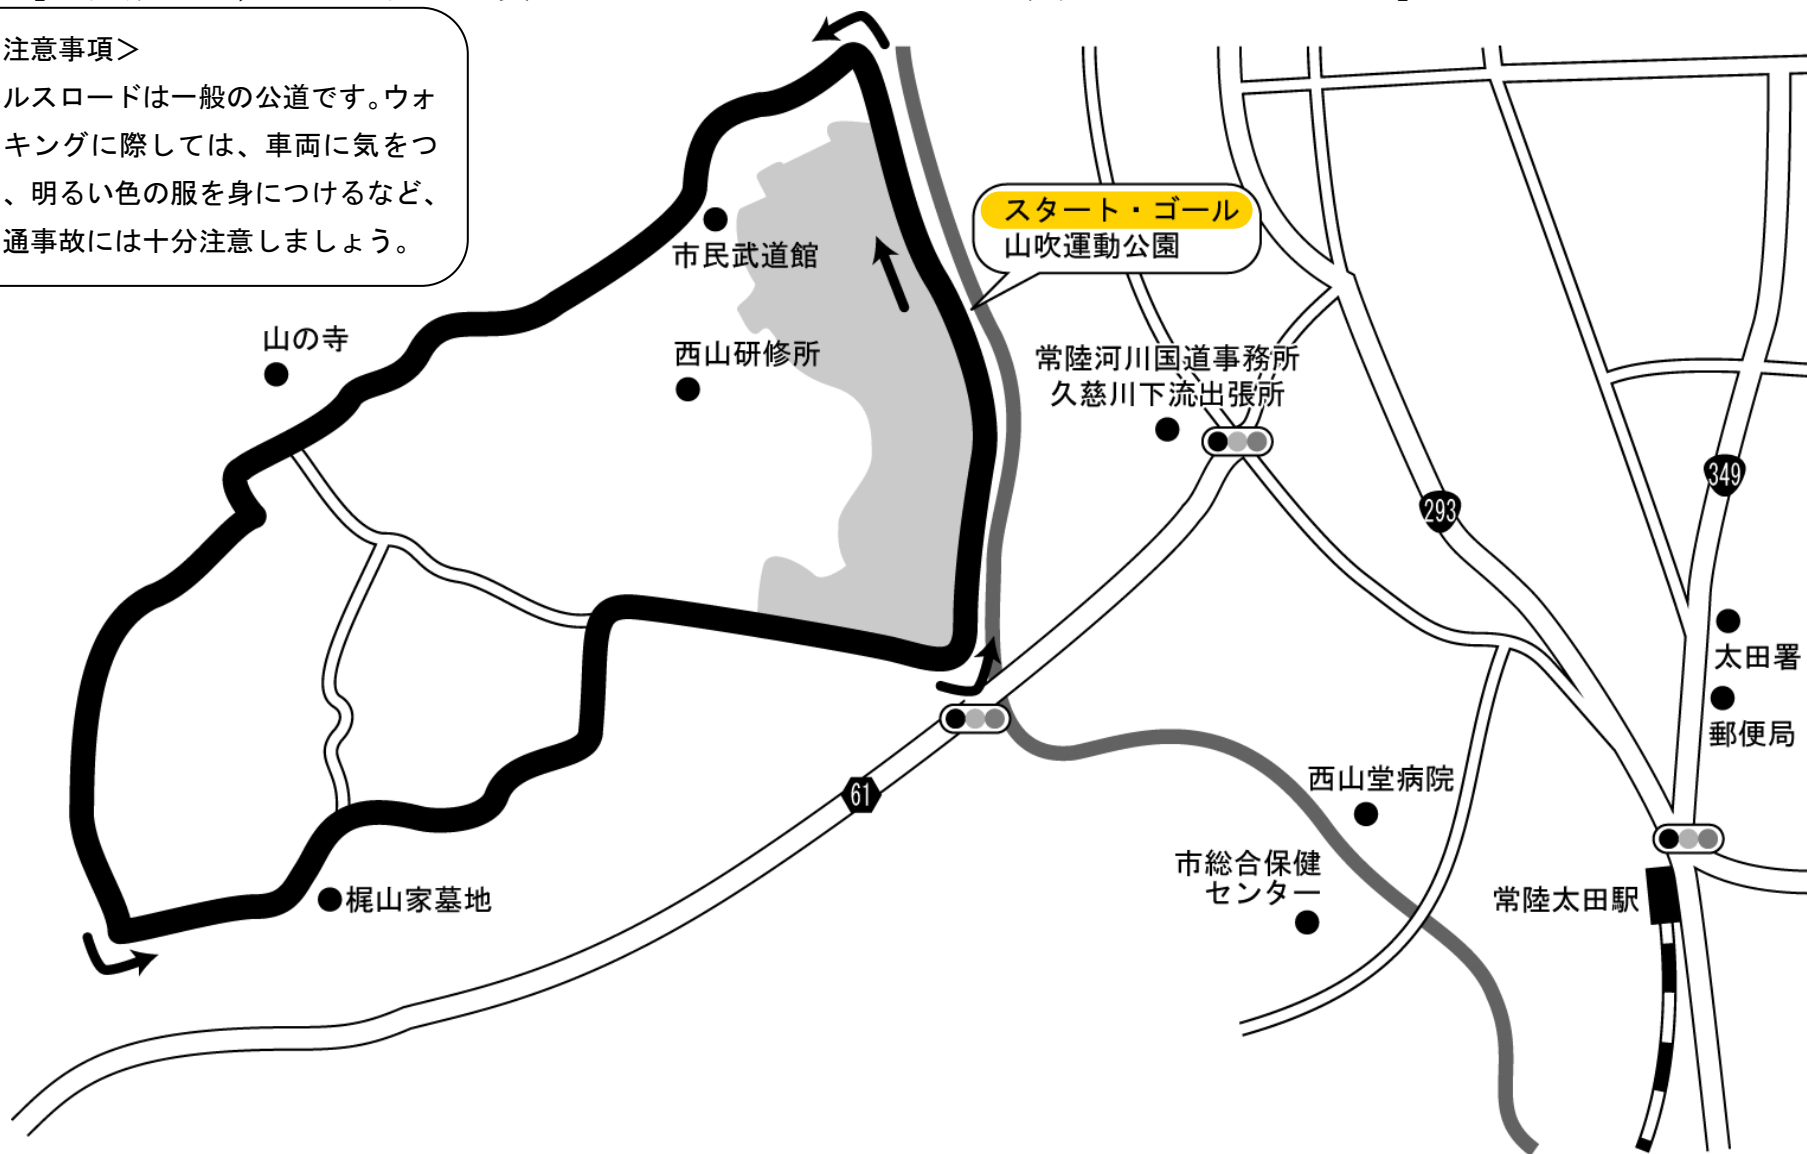 注意事項＞
ルスロードは一般の公道です。ウォ
キングに際しては、車両に気をつ
、明るい色の服を身につけるなど、
通事故には十分注意しましょう。
スタート・ゴール
山吹運動公園
市民武道館
山の寺
西山研修所
常陸河川国道事務所
久慈川下流出張所
349
293
太田署
郵便局
西山堂病院
61
市総合保健
センター
梶山家墓地
常陸太田駅